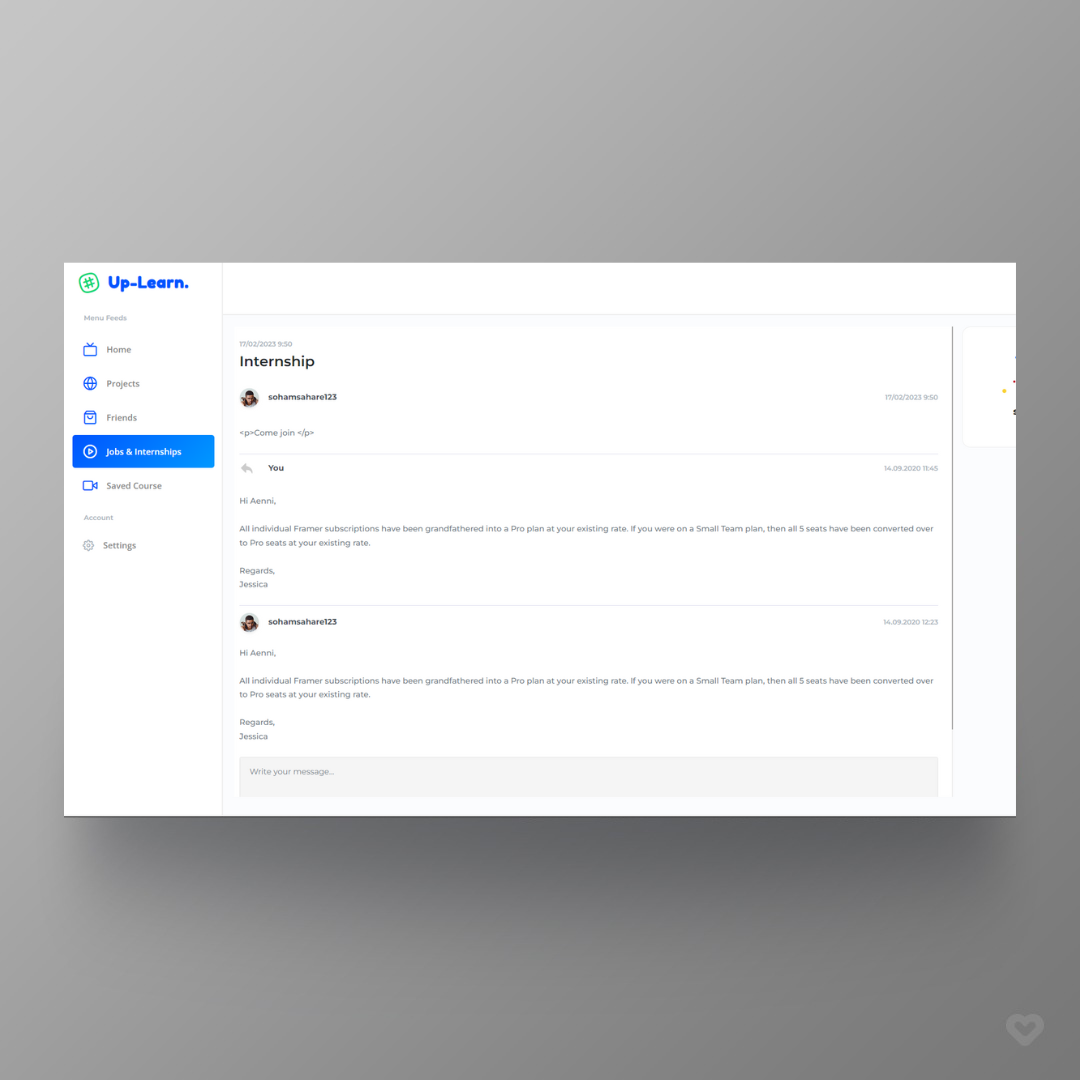 Up-Learn.
Menu Feeds
Home
Projects
Friends
Jobs & Internships
Saved Course
Account
Settings
17/02/2023 9:50
Internship
sohamsahare123
17/02/2023 9:50
<p>Come join </p>
You
14.09.2020 11:45
Hi Aenni,
All individual Framer subscriptions have been grandfathered into a Pro plan at your existing rate. If you were on a Small Team plan, then all 5 seats have been converted over
to Pro seats at your existing rate.
Regards,
Jessica
sohamsahare123
14.09.2020 12:23
Hi Aenni,
All individual Framer subscriptions have been grandfathered into a Pro plan at your existing rate. If you were on a Small Team plan, then all 5 seats have been converted over
to Pro seats at your existing rate.
Regards,
Jessica
Write your message...